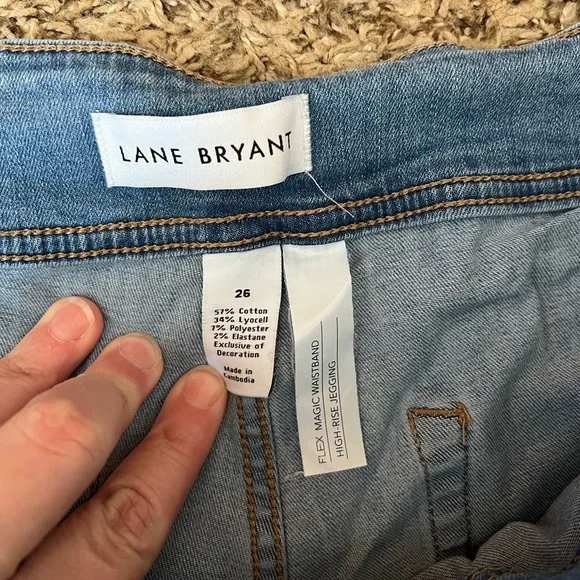 LANE BRYANT
26
57% Cotton
34% Lyocell
7% Polyester
2% Elastane
Exclusive of
Decoration
Made in
Cambodia
FLEX MAGIC WAISTBAND
HIGH-RISE JEGGING